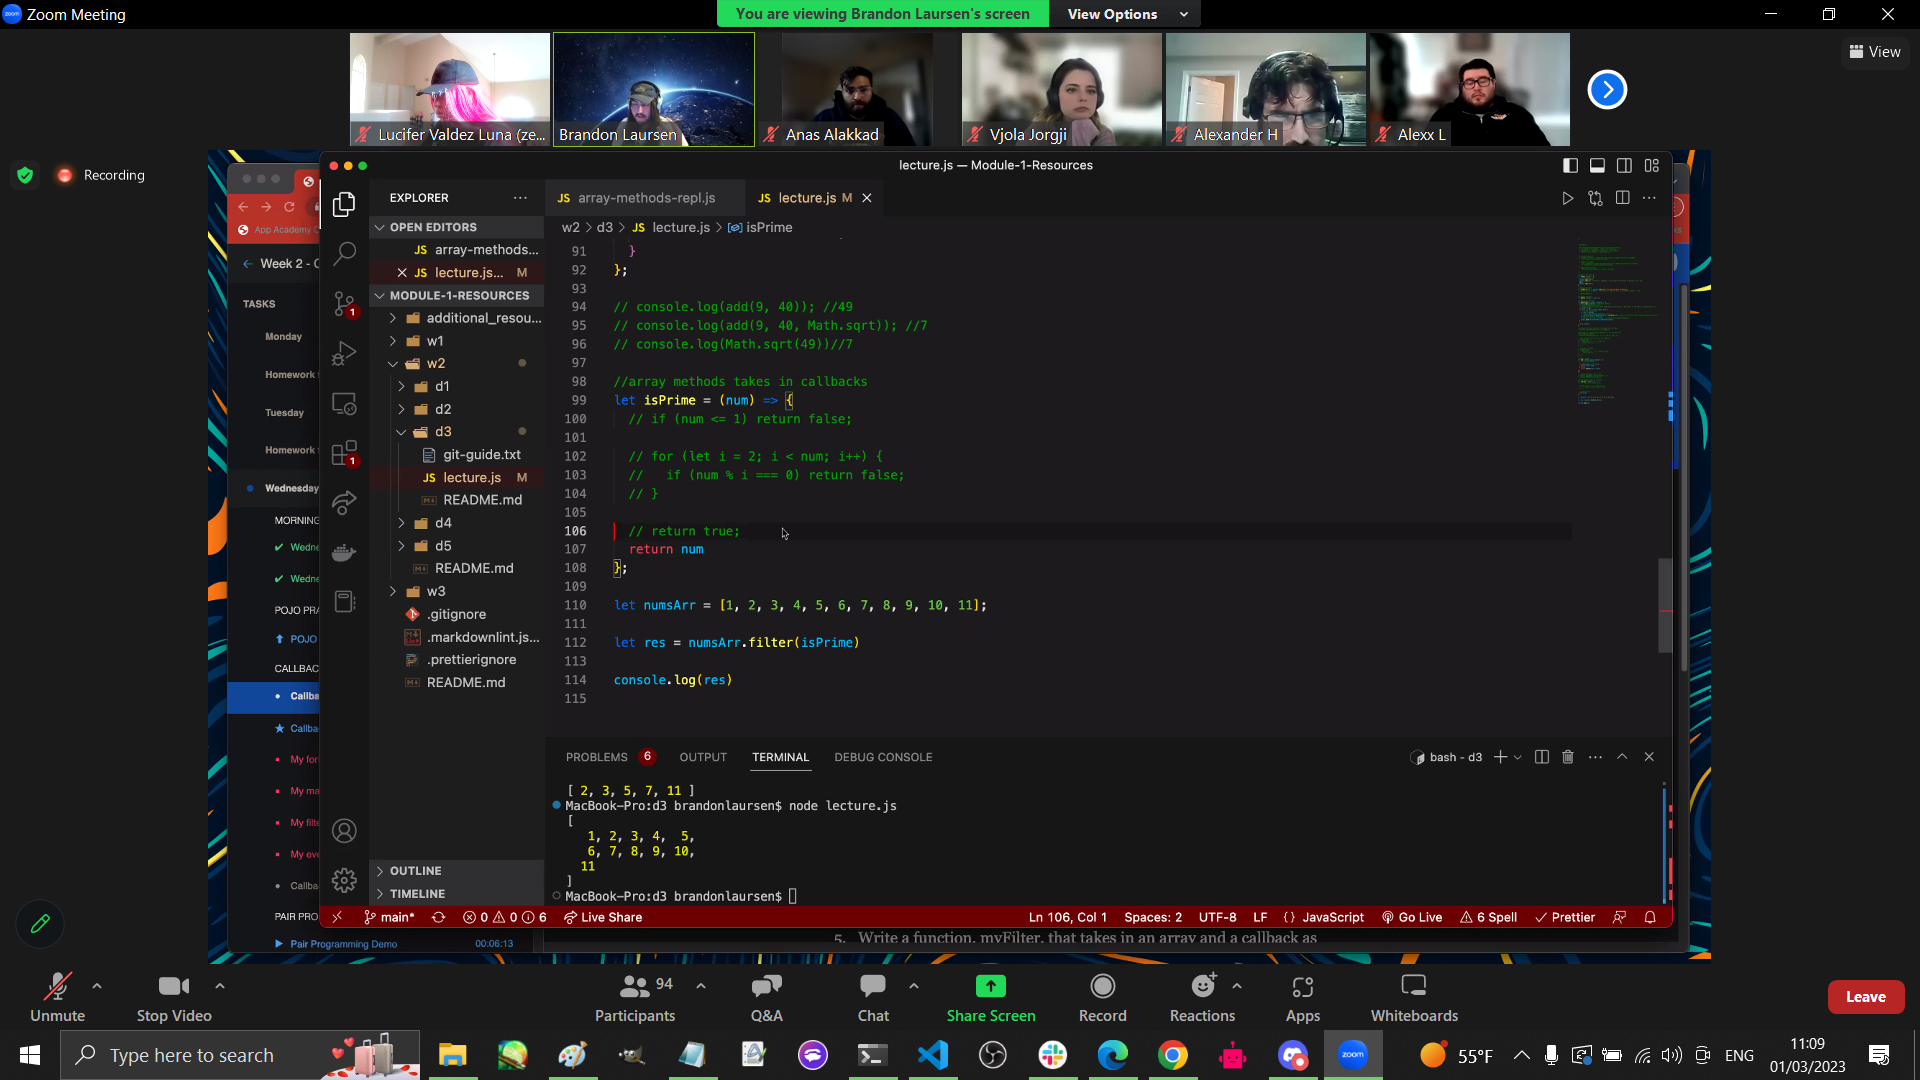 Zoom Meeting
You are viewing Brandon Laursen's screen
View Options
View
Lucifer Valdez Luna (ze...
Brandon Laursen
Anas Alakkad
Vjola Jorgji
Alexander H
Alexx L
Recording
lecture.js — Module-1-Resources
App Academy
Week 2 - C
TASKS
Monday
Homework
Tuesday
Homework
Wednesday
MORNING
Wedne
Wedne
POJO PRA
POJO
CALLBAC
Callba
Callba
My for
My ma
My filte
My eve
Callba
PAIR PRO
Pair Programming Demo 00:06:13
EXPLORER
OPEN EDITORS
JS array-methods...
JS lecture.js... M
MODULE-1-RESOURCES
additional_resou...
w1
w2
d1
d2
d3
git-guide.txt
JS lecture.js M
README.md
d4
d5
README.md
w3
.gitignore
.markdownlint.js...
.prettierignore
README.md
OUTLINE
TIMELINE
JS array-methods-repl.js
JS lecture.js M
w2 > d3 > JS lecture.js > isPrime
91 }
92 };
93
94 // console.log(add(9, 40)); //49
95 // console.log(add(9, 40, Math.sqrt)); //7
96 // console.log(Math.sqrt(49))//7
97
98 //array methods takes in callbacks
99 let isPrime = (num) => {
100 // if (num <= 1) return false;
101
102 // for (let i = 2; i < num; i++) {
103 //   if (num % i === 0) return false;
104 // }
105
106 // return true;
107 return num
108 };
109
110 let numsArr = [1, 2, 3, 4, 5, 6, 7, 8, 9, 10, 11];
111
112 let res = numsArr.filter(isPrime)
113
114 console.log(res)
115
PROBLEMS 6 OUTPUT TERMINAL DEBUG CONSOLE
bash - d3
[ 2, 3, 5, 7, 11 ]
MacBook-Pro:d3 brandonlaursen$ node lecture.js
[
1, 2, 3, 4, 5,
6, 7, 8, 9, 10,
11
]
MacBook-Pro:d3 brandonlaursen$
main* 0 0 6 Live Share
Ln 106, Col 1 Spaces: 2 UTF-8 LF {} JavaScript Go Live 6 Spell Prettier
5. Write a function, myFilter, that takes in an array and a callback as
Unmute
Stop Video
94
Participants
Q&A
Chat
Share Screen
Record
Reactions
Apps
Whiteboards
Leave
Type here to search
zoom
55°F
ENG
11:09
01/03/2023